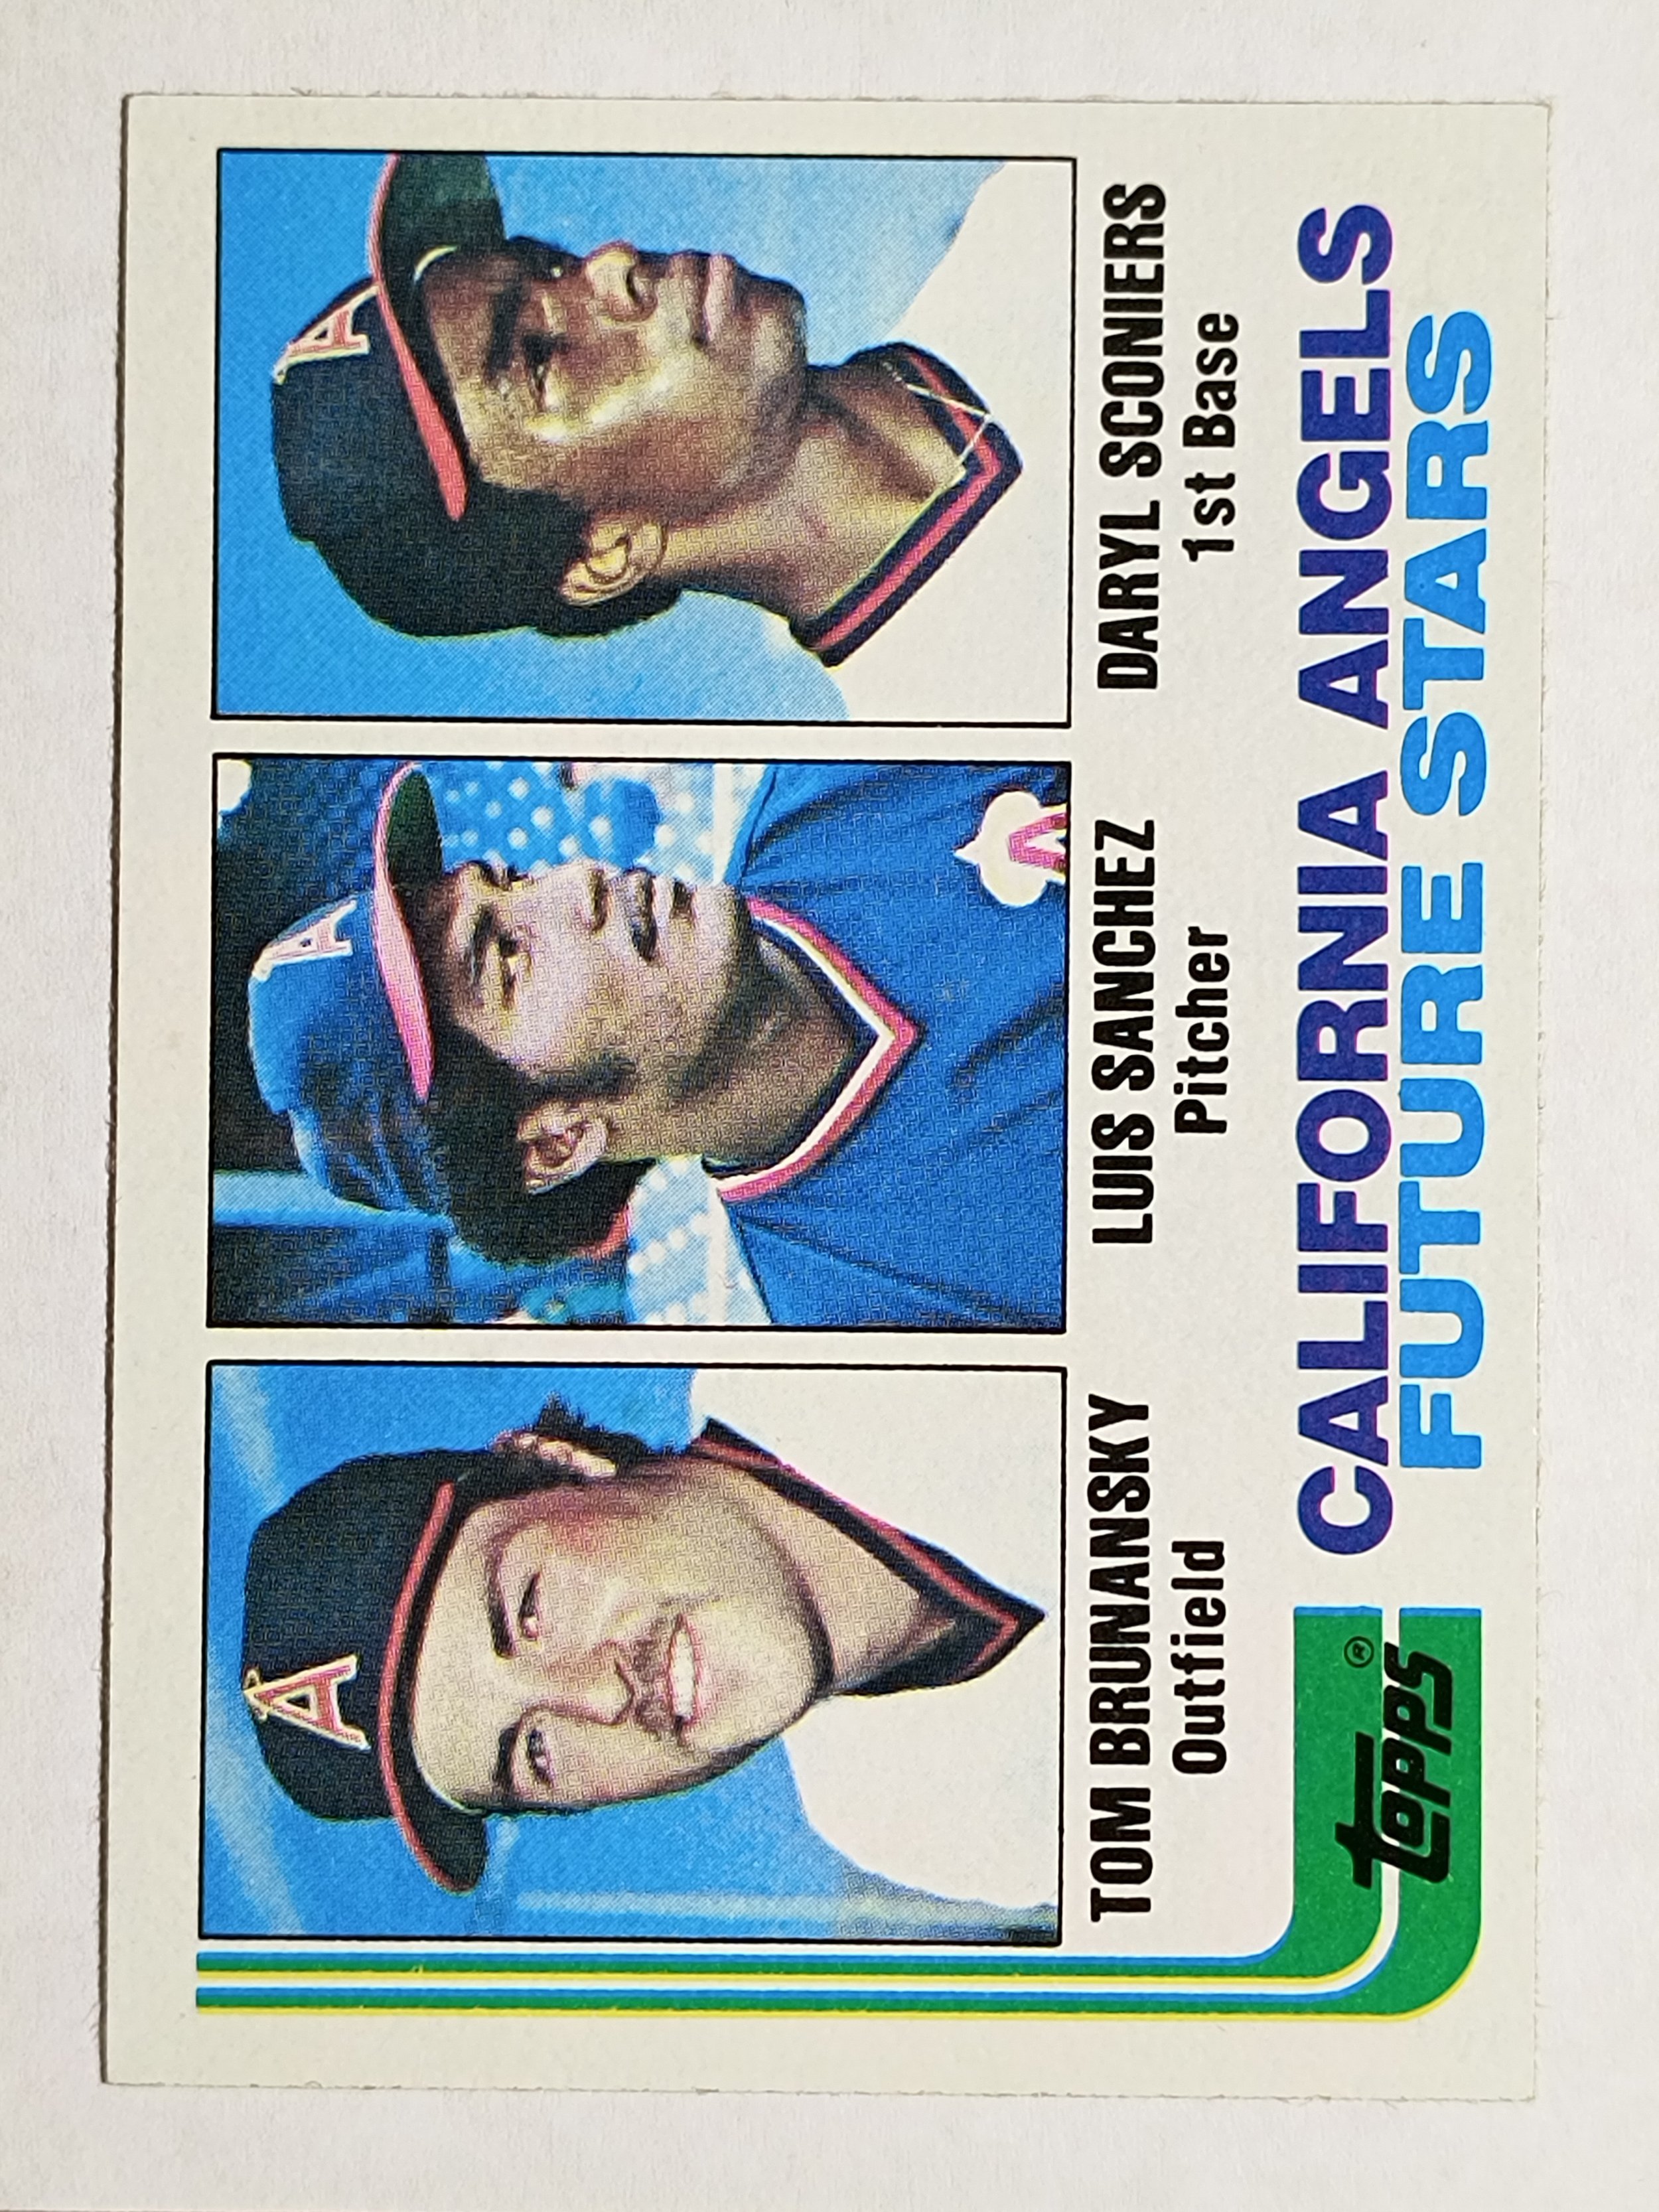 TOM BRUNANSKY
Outfield
LUIS SANCHEZ
Pitcher
DARYL SCONIERS
1st Base
topps®
CALIFORNIA ANGELS
FUTURE STARS
A
A
A
A